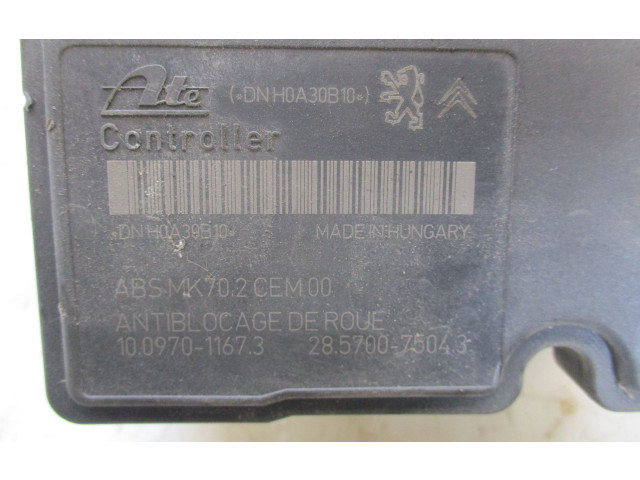 Ate («DN H0A30B10»)
Controller
«DN H0A30B10»
MADE IN HUNGARY
ABS MK70.2 CEM 00
ANTIBLOCAGE DE ROUE
10.0970-1167.3 28.5700-7504.3